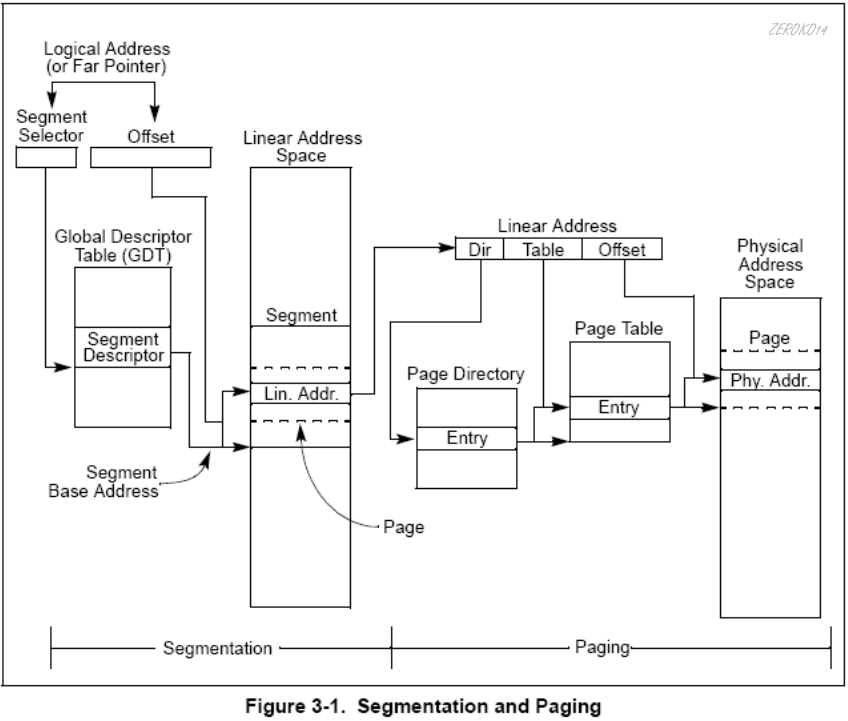 ZEROK014
Logical Address
(or Far Pointer)
Segment
Selector
Offset
Linear Address
Space
Global Descriptor
Table (GDT)
Segment
Descriptor
Segment
Lin. Addr.
Segment
Base Address
Page
Linear Address
Dir
Table
Offset
Page Directory
Entry
Page Table
Entry
Physical
Address
Space
Page
Phy. Addr.
Segmentation
Paging
Figure 3-1. Segmentation and Paging